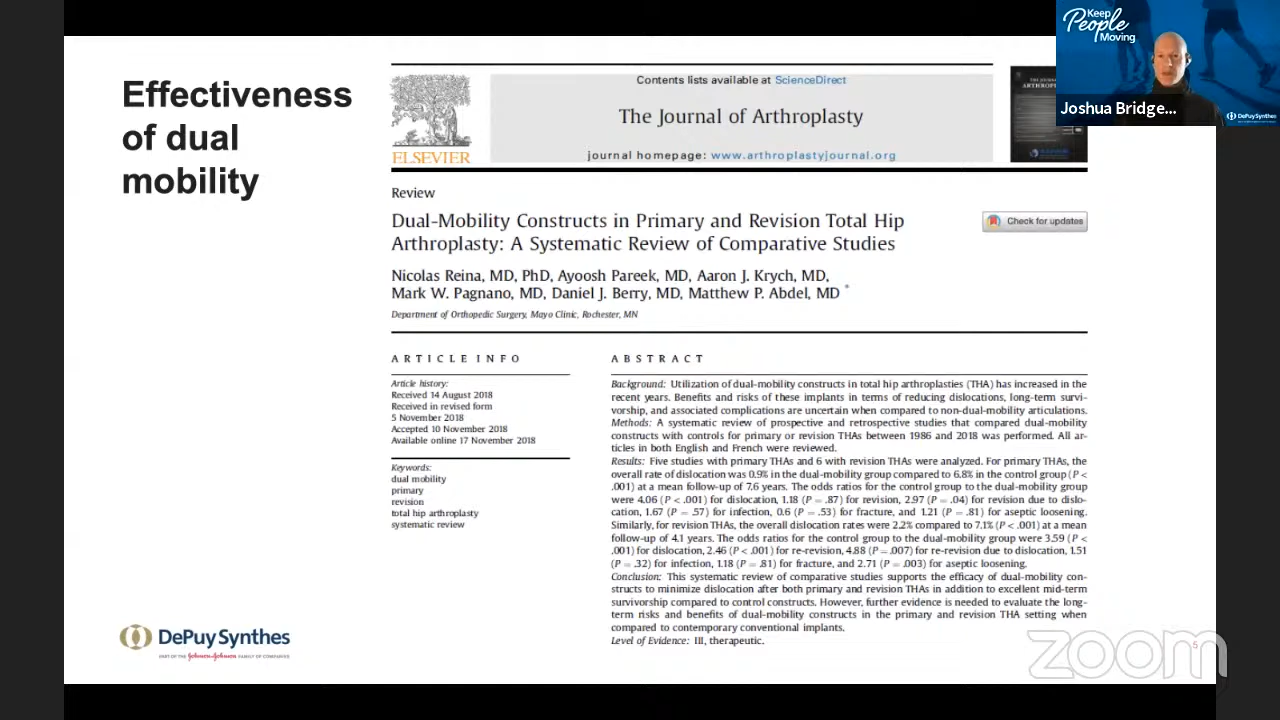 Effectiveness
of dual
mobility
Contents lists available at ScienceDirect
The Journal of Arthroplasty
journal homepage: www.arthroplastyjournal.org
ELSEVIER
Keep
People
Moving
Joshua Bridge...
DePuy Synthes
Review
Dual-Mobility Constructs in Primary and Revision Total Hip
Arthroplasty: A Systematic Review of Comparative Studies
Check for updates
Nicolas Reina, MD, PhD, Ayoosh Pareek, MD, Aaron J. Krych, MD,
Mark W. Pagnano, MD, Daniel J. Berry, MD, Matthew P. Abdel, MD *
Department of Orthopedic Surgery, Mayo Clinic, Rochester, MN
ARTICLE INFO
Article history:
Received 14 August 2018
Received in revised form
5 November 2018
Accepted 10 November 2018
Available online 17 November 2018
Keywords:
dual mobility
primary
revision
total hip arthroplasty
systematic review
ABSTRACT
Background: Utilization of dual-mobility constructs in total hip arthroplasties (THA) has increased in the
recent years. Benefits and risks of these implants in terms of reducing dislocations, long-term survi-
vorship, and associated complications are uncertain when compared to non-dual-mobility articulations.
Methods: A systematic review of prospective and retrospective studies that compared dual-mobility
constructs with controls for primary or revision THAs between 1986 and 2018 was performed. All ar-
ticles in both English and French were reviewed.
Results: Five studies with primary THAs and 6 with revision THAs were analyzed. For primary THAs, the
overall rate of dislocation was 0.9% in the dual-mobility group compared to 6.8% in the control group (P <
.001) at a mean follow-up of 7.6 years. The odds ratios for the control group to the dual-mobility group
were 4.06 (P < .001) for dislocation, 1.18 (P = .87) for revision, 2.97 (P = .04) for revision due to dislo-
cation, 1.67 (P = .57) for infection, 0.6 (P = .53) for fracture, and 1.21 (P = .81) for aseptic loosening.
Similarly, for revision THAs, the overall dislocation rates were 2.2% compared to 7.1% (P < .001) at a mean
follow-up of 4.1 years. The odds ratios for the control group to the dual-mobility group were 3.59 (P <
.001) for dislocation, 2.46 (P < .001) for re-revision, 4.88 (P = .007) for re-revision due to dislocation, 1.51
(P = .32) for infection, 1.18 (P = .81) for fracture, and 2.71 (P = .003) for aseptic loosening.
Conclusion: This systematic review of comparative studies supports the efficacy of dual-mobility con-
structs to minimize dislocation after both primary and revision THAs in addition to excellent mid-term
survivorship compared to control constructs. However, further evidence is needed to evaluate the long-
term risks and benefits of dual-mobility constructs in the primary and revision THA setting when
compared to contemporary conventional implants.
Level of Evidence: III, therapeutic.
DePuy Synthes
PART OF THE Johnson & Johnson FAMILY OF COMPANIES
zoom
5